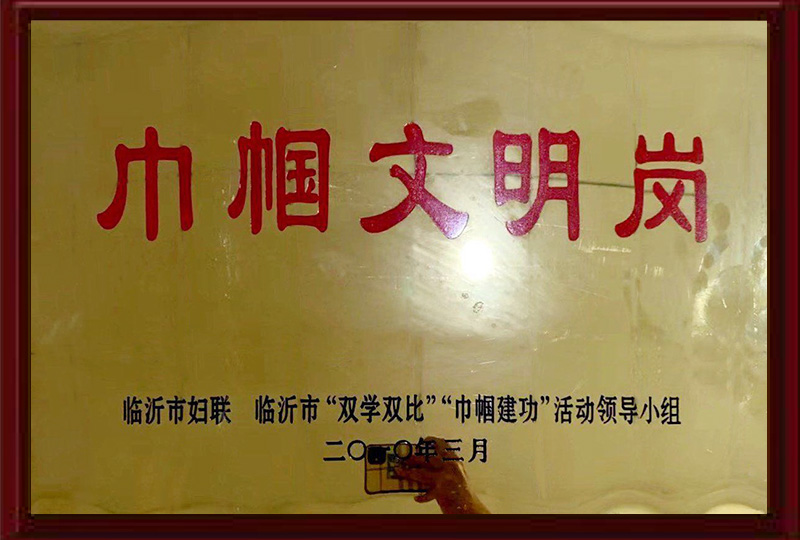 巾帼文明岗
临沂市妇联 临沂市“双学双比”“巾帼建功”活动领导小组
二〇一〇年三月